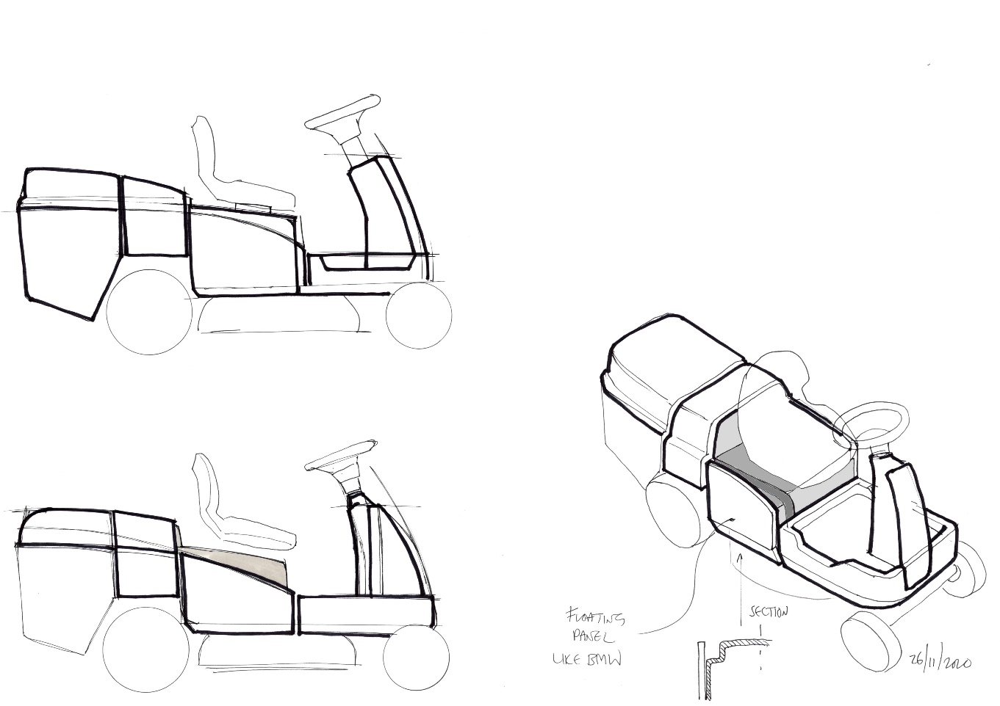 FLOATING
PANEL
LIKE BMW
SECTION
26/11/2020